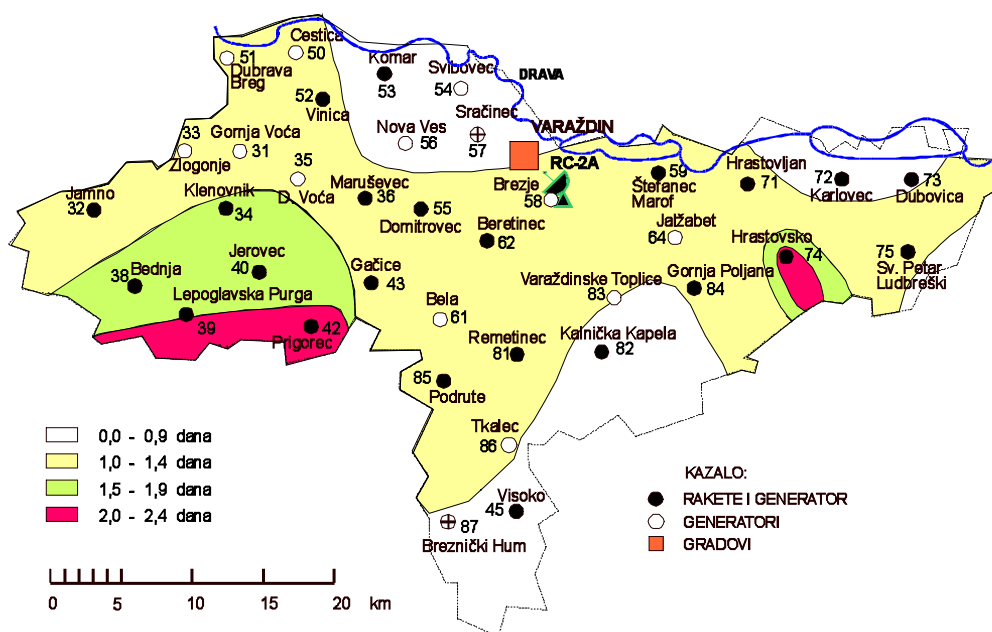 Cestica
50
51
Dubrava
Breg
Komar
53
Svibovec
54
DRAVA
52
Vinica
Sračinec
57
Nova Ves
56
VARAŽDIN
33
Zlogonje
Gornja Voća
31
35
D. Voća
RC-2A
Brezje
58
59
Štefanec
Marof
Hrastovljan
71
72
Karlovec
73
Dubovica
Jamno
32
Klenovnik
34
Maruševec
36
55
Domitrovec
Beretinec
62
Jalžabet
64
Hrastovsko
74
75
Sv. Petar
Ludbreški
Jerovec
40
38
Bednja
Gačice
43
Varaždinske Toplice
83
Gornja Poljana
84
Lepoglavska Purga
39
42
Prigorec
Bela
61
Remetinec
81
Kalnička Kapela
82
85
Podrute
Tkalec
86
Visoko
45
87
Breznički Hum
0,0 - 0,9 dana
1,0 - 1,4 dana
1,5 - 1,9 dana
2,0 - 2,4 dana
KAZALO:
RAKETE I GENERATOR
GENERATORI
GRADOVI
0 5 10 15 20 km